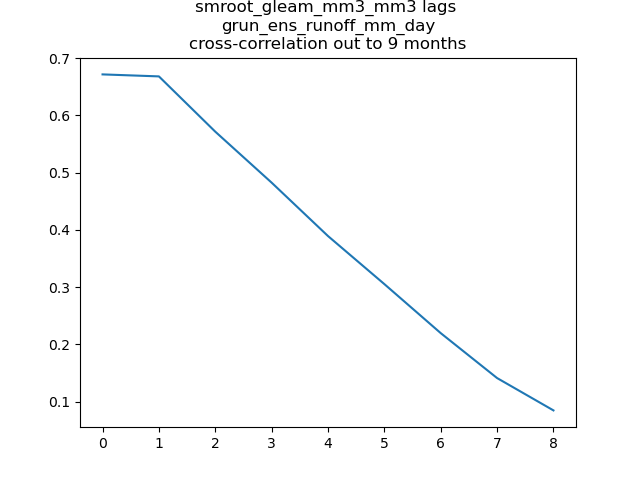 smroot_gleam_mm3_mm3 lags
grun_ens_runoff_mm_day
cross-correlation out to 9 months
0.7
0.6
0.5
0.4
0.3
0.2
0.1
0 1 2 3 4 5 6 7 8